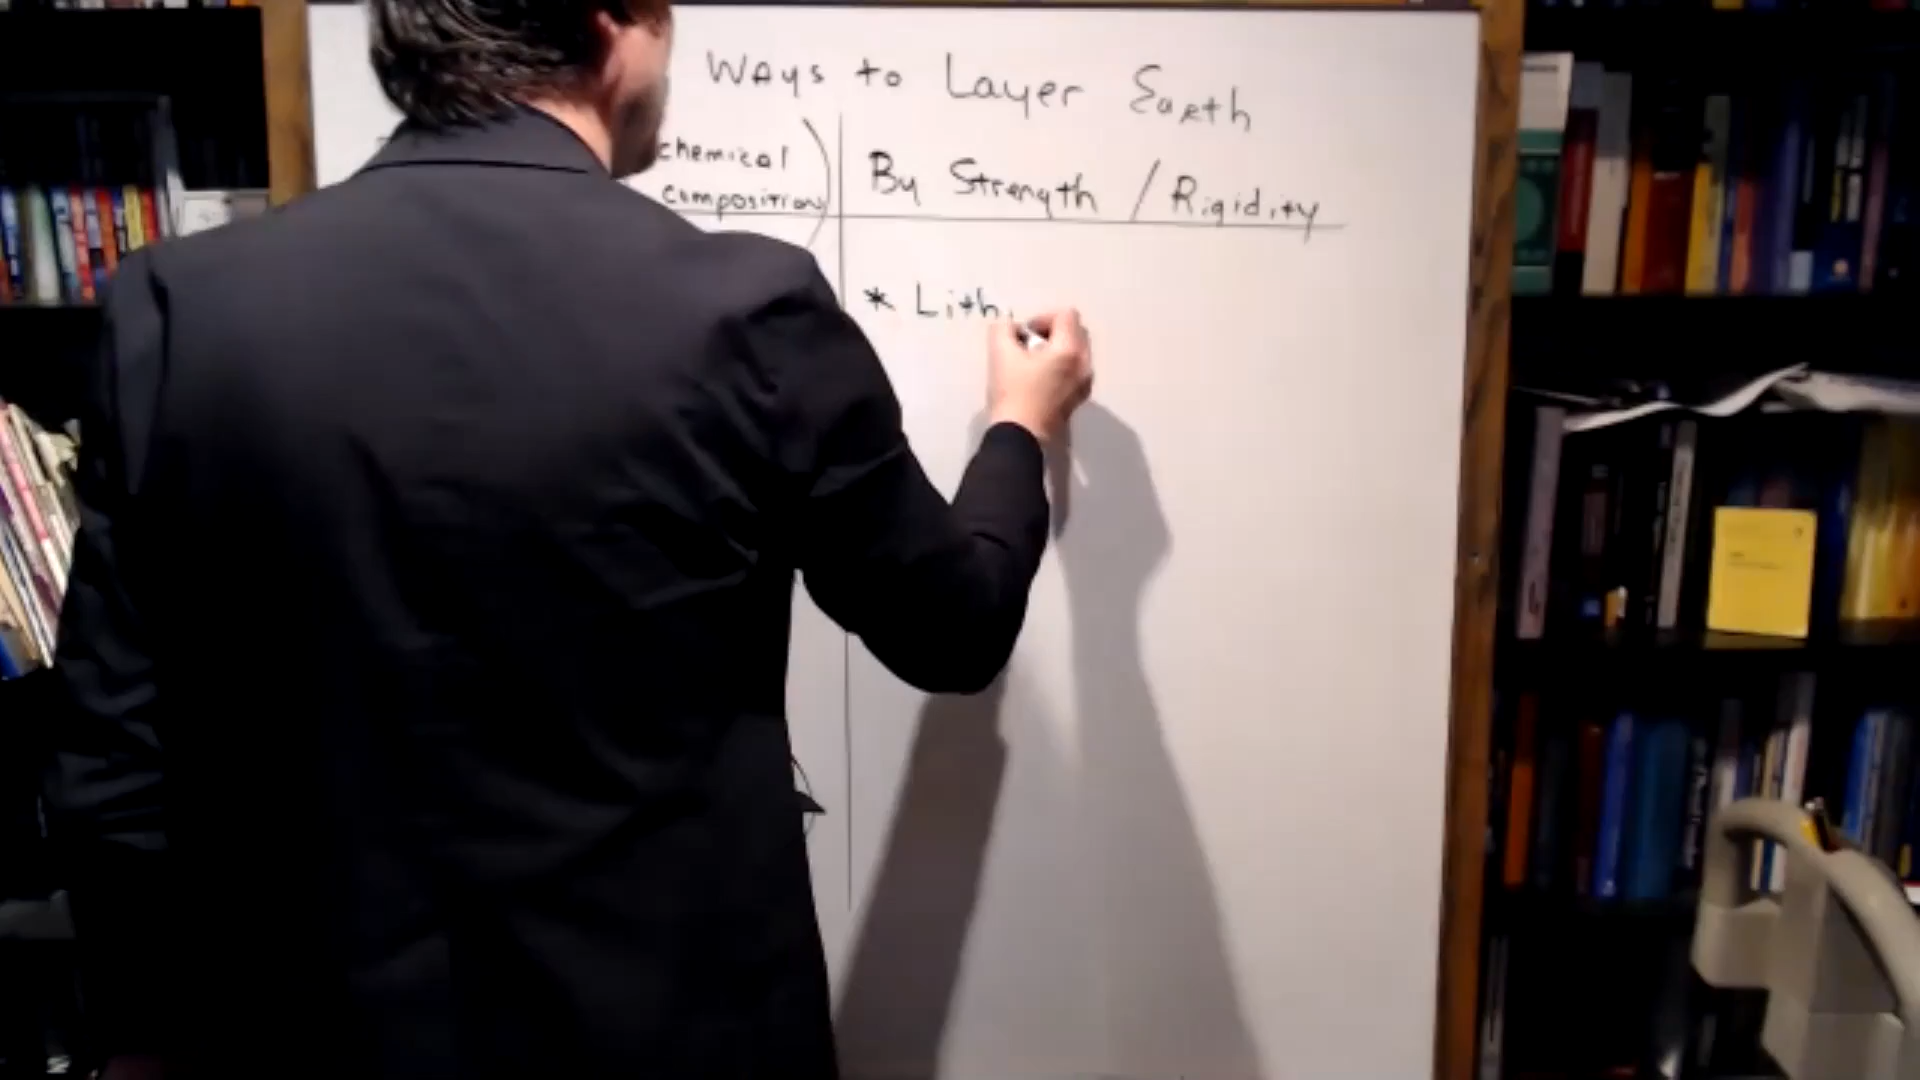 Ways to Layer Earth
chemical
composition)
By Strength / Rigidity
* Lith